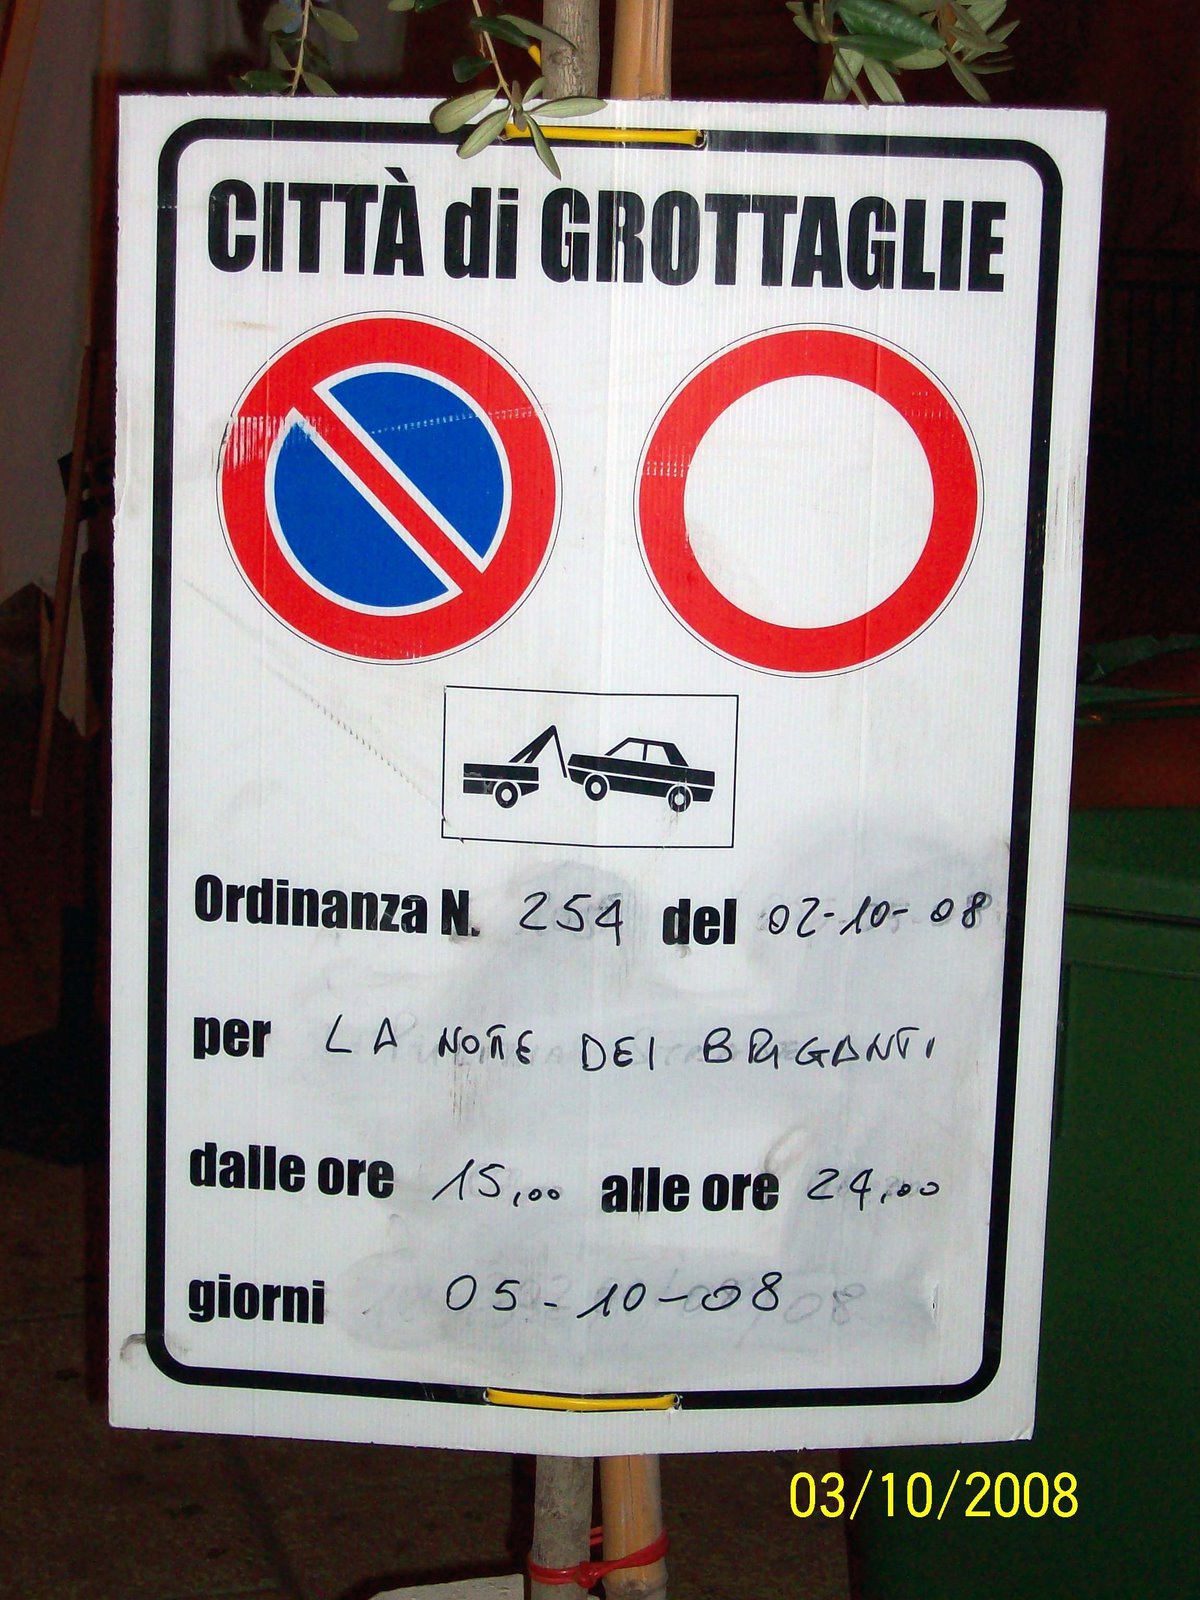 CITTÀ di GROTTAGLIE
Ordinanza N. 254 del 02-10-08
per LA NOTTE DEI BRIGANTI
dalle ore 15,00 alle ore 24,00
giorni 05-10-08
03/10/2008